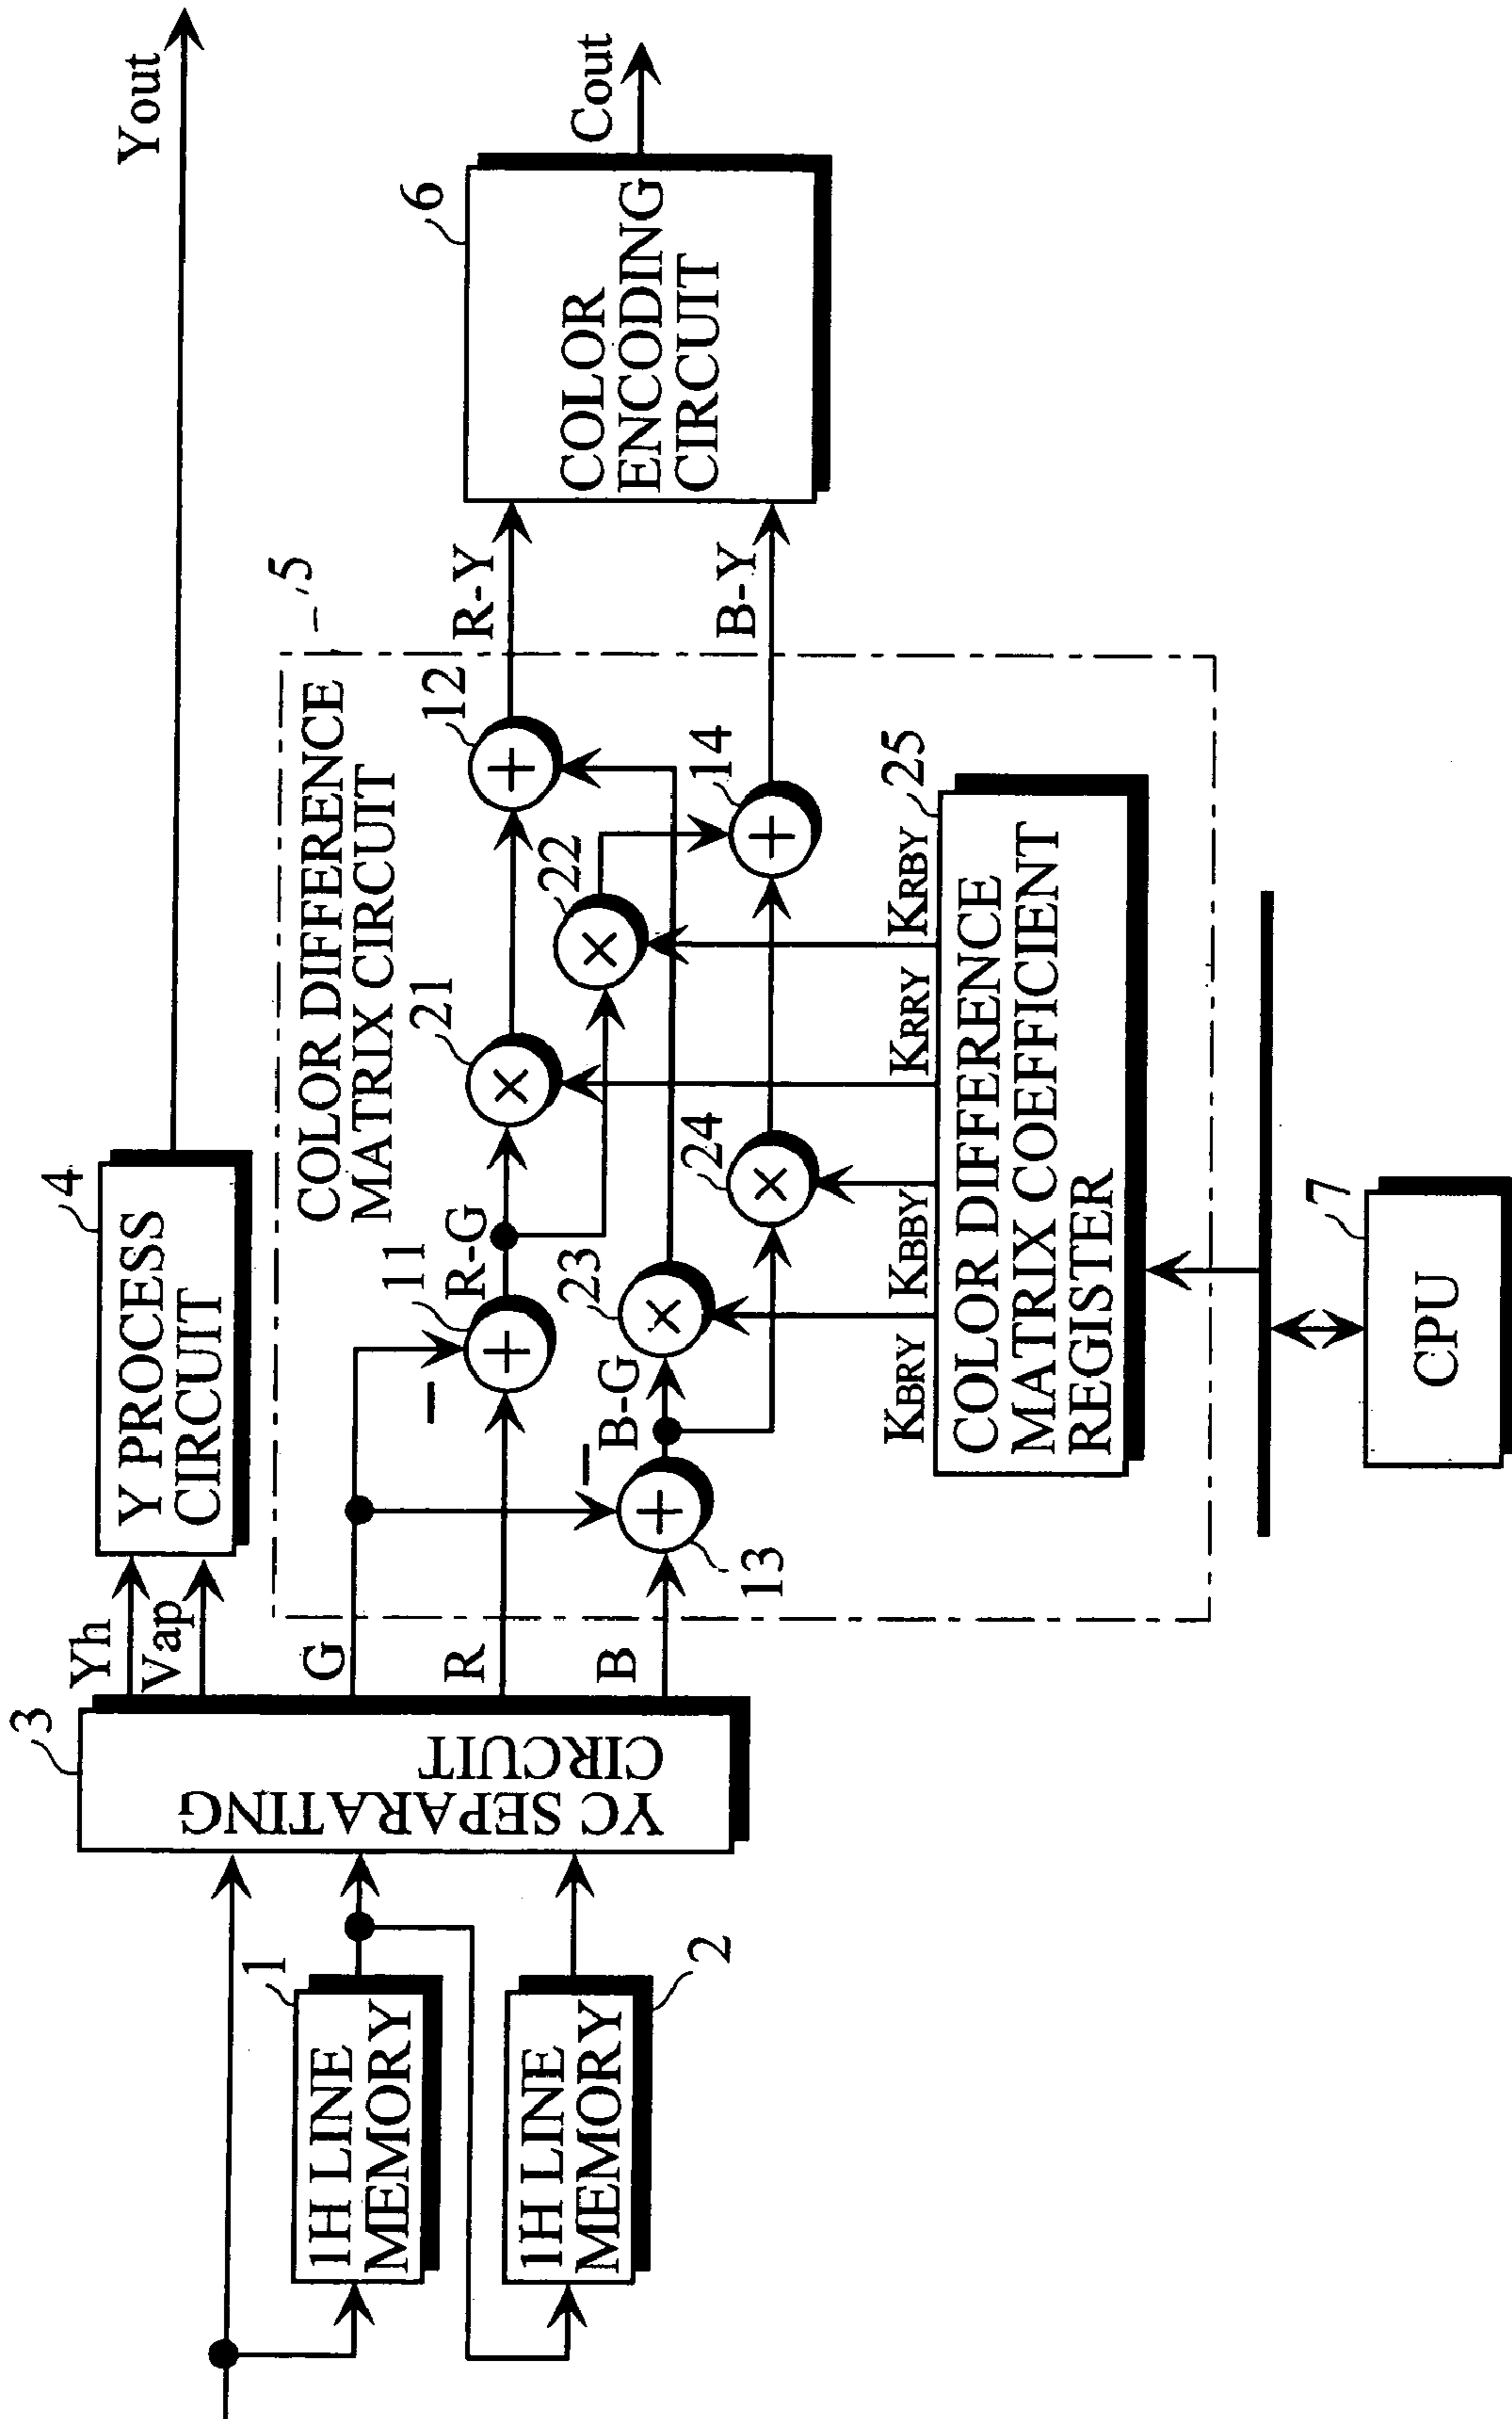 1H LINE
MEMORY
1
1H LINE
MEMORY
2
YC SEPARATING
CIRCUIT
3
Yh
Vap
G
R
B
Y PROCESS
CIRCUIT
4
Yout
COLOR DIFFERENCE
MATRIX CIRCUIT
5
−
+
11
R-G
−
+
13
B-G
×
21
×
22
×
23
×
24
+
12
+
14
R-Y
B-Y
KBRY
KBBY
KRRY
KRBY
COLOR DIFFERENCE
MATRIX COEFFICIENT
REGISTER
25
COLOR
ENCODING
CIRCUIT
6
Cout
CPU
7